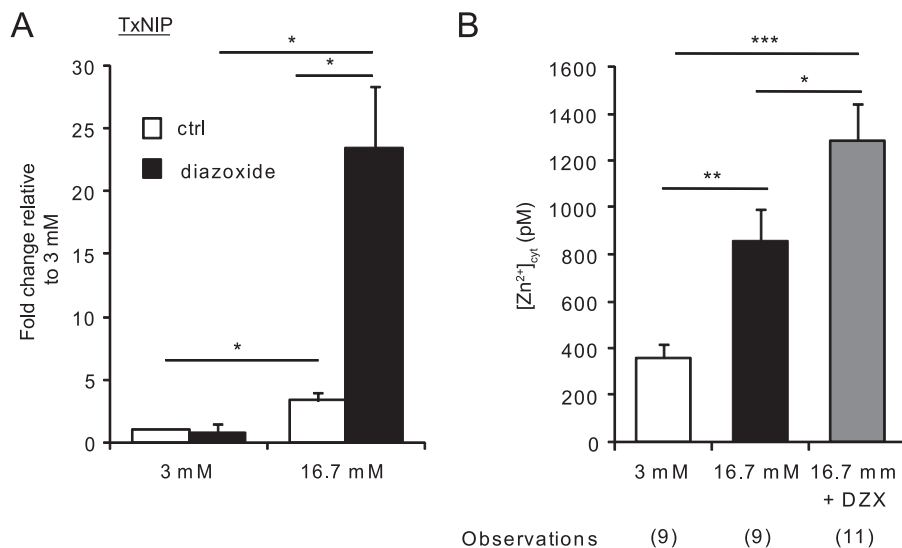 A
TxNIP
Fold change relative
to 3 mM
30
25
20
15
10
5
0
ctrl
diazoxide
*
*
*
3 mM
16.7 mM
B
[Zn²⁺]cyt (pM)
1600
1400
1200
1000
800
600
400
200
0
***
*
**
3 mM
16.7 mM
16.7 mm
+ DZX
Observations
(9)
(9)
(11)